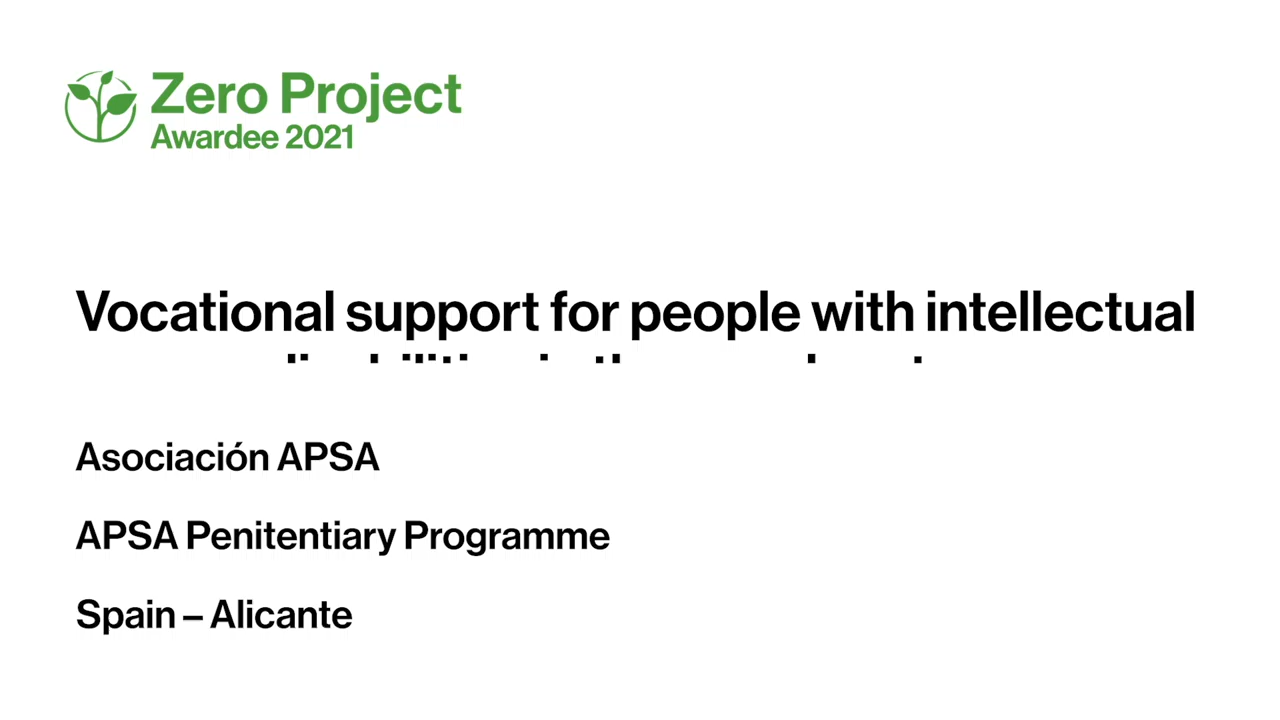 Zero Project
Awardee 2021
Vocational support for people with intellectual
Asociación APSA
APSA Penitentiary Programme
Spain – Alicante